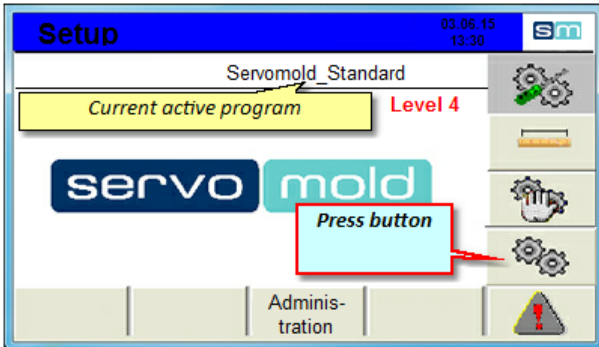 Setup
03.06.15
13:30
sm
Servomold_Standard
Current active program
Level 4
servo mold
Press button
Adminis-
tration